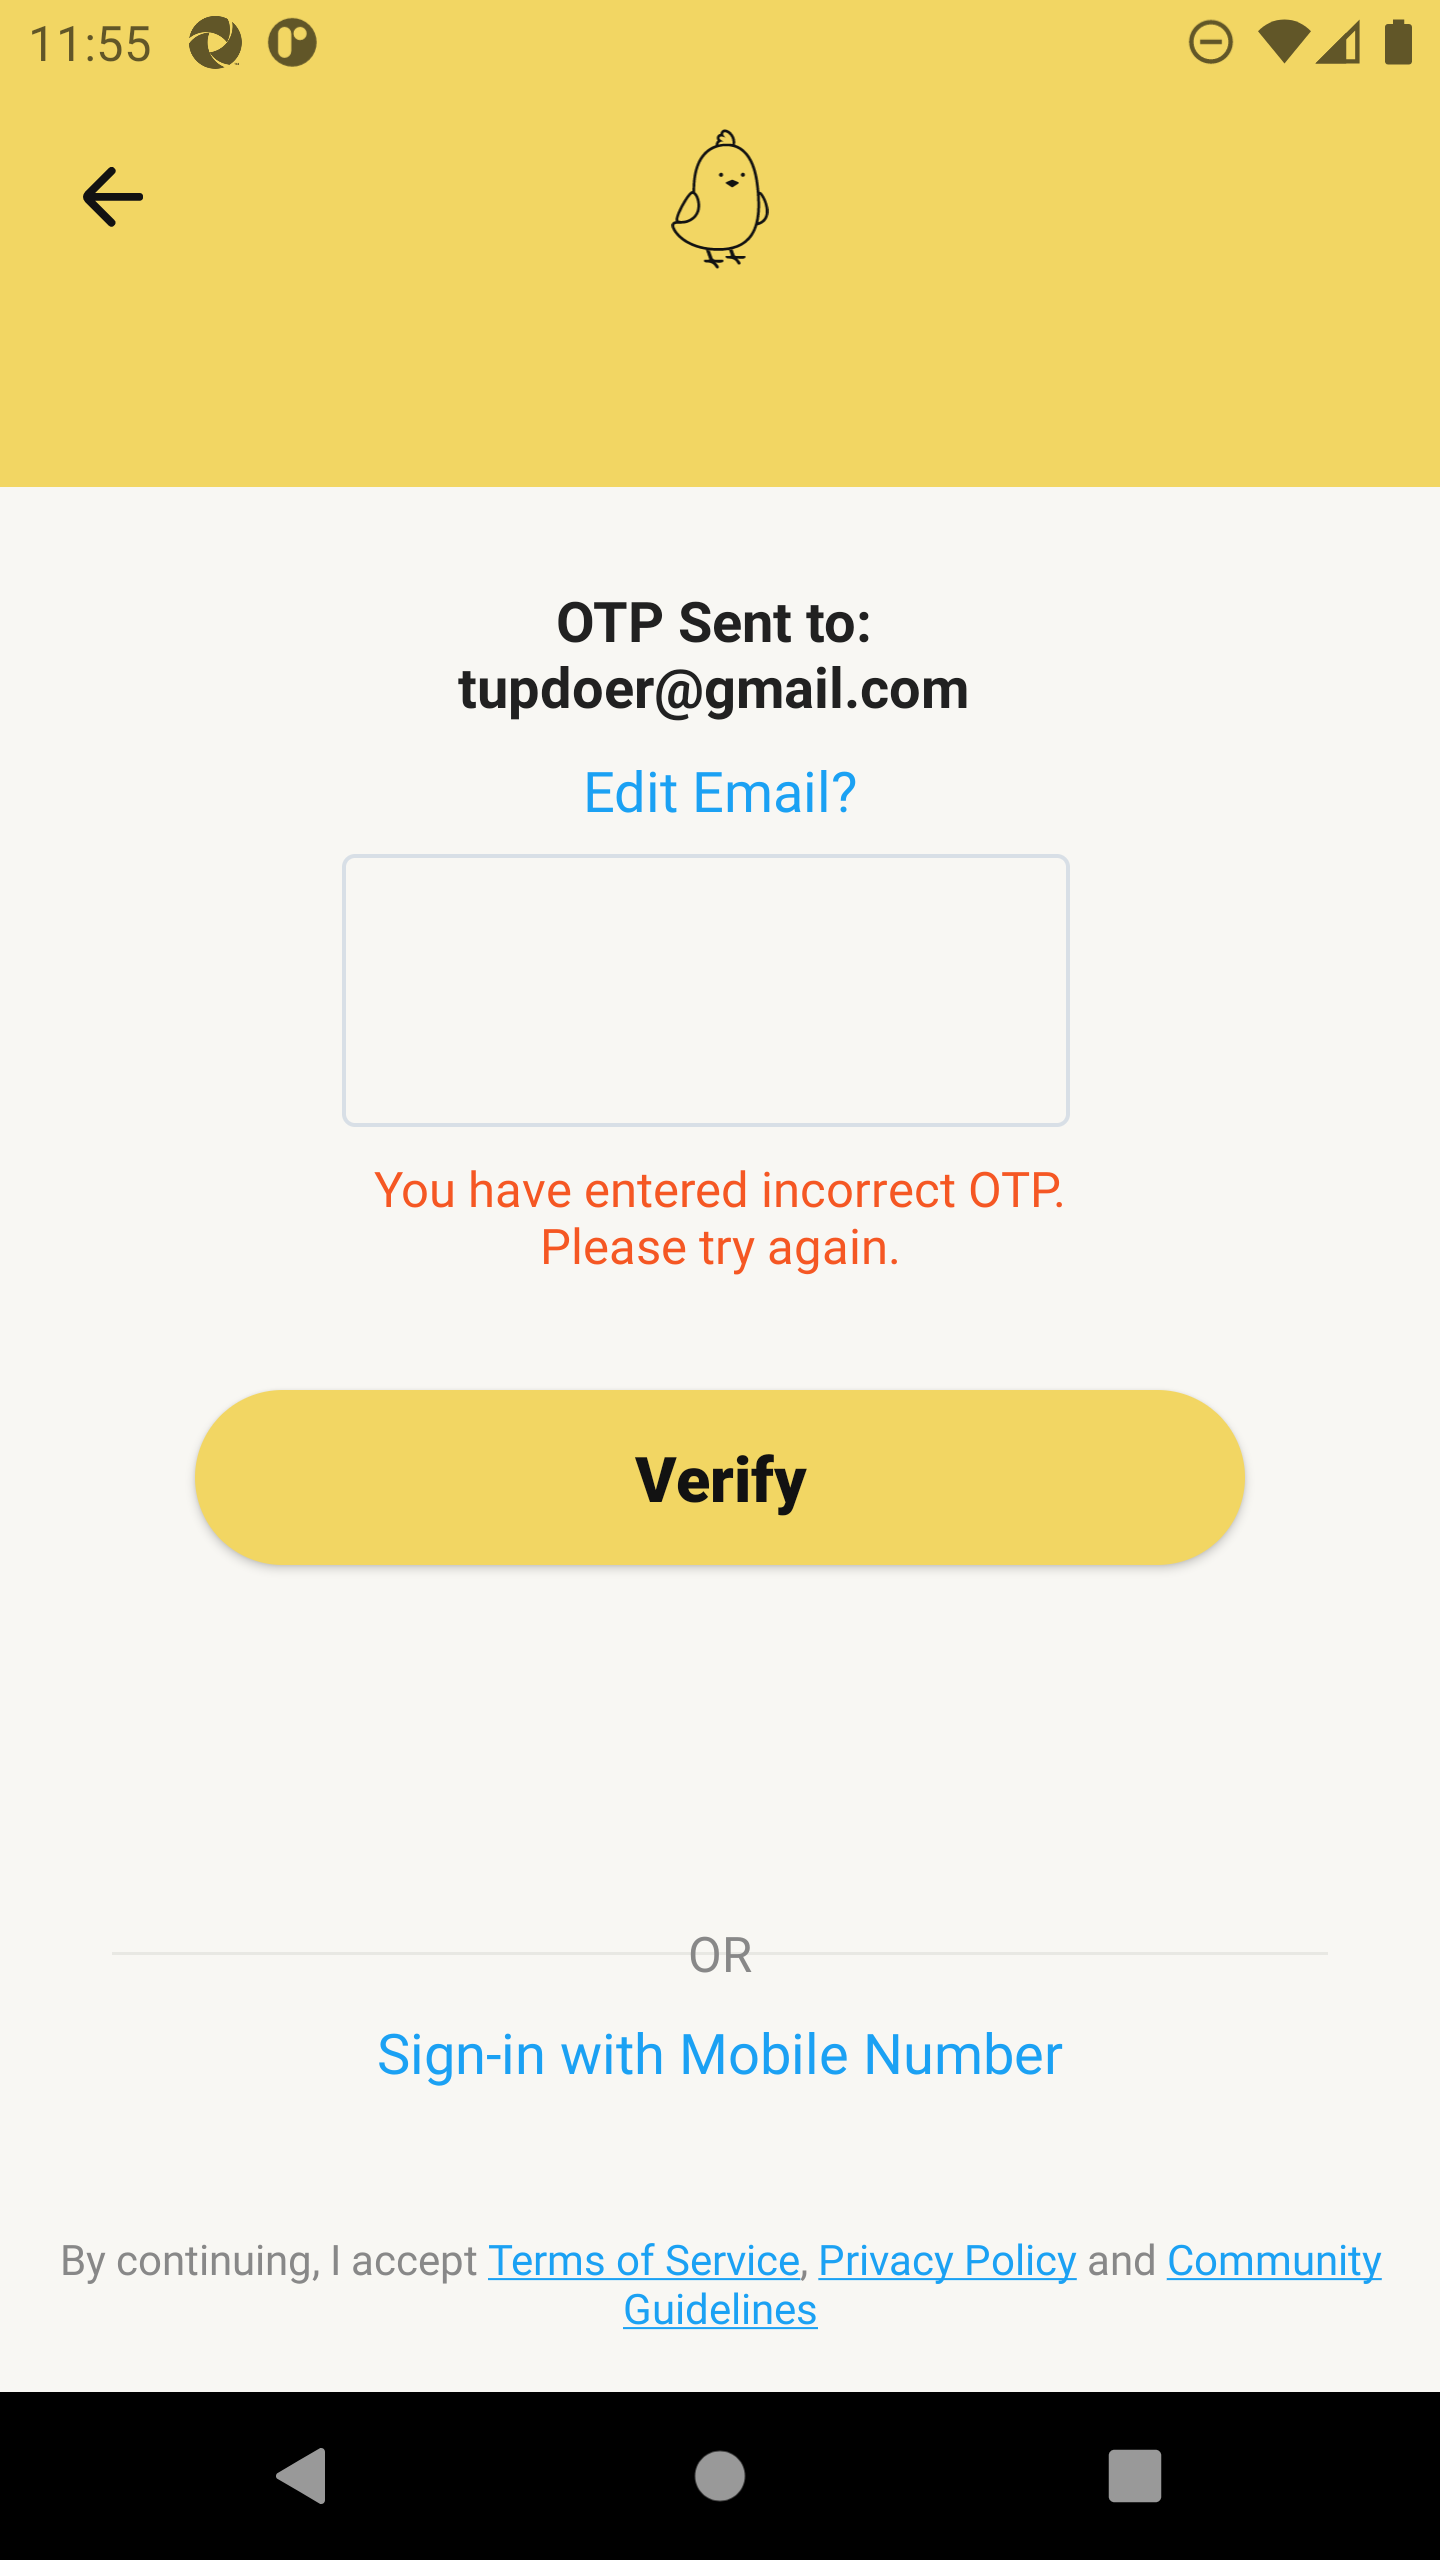 11:55
OTP Sent to:
tupdoer@gmail.com
Edit Email?
You have entered incorrect OTP.
Please try again.
Verify
OR
Sign-in with Mobile Number
By continuing, I accept Terms of Service, Privacy Policy and Community
Guidelines